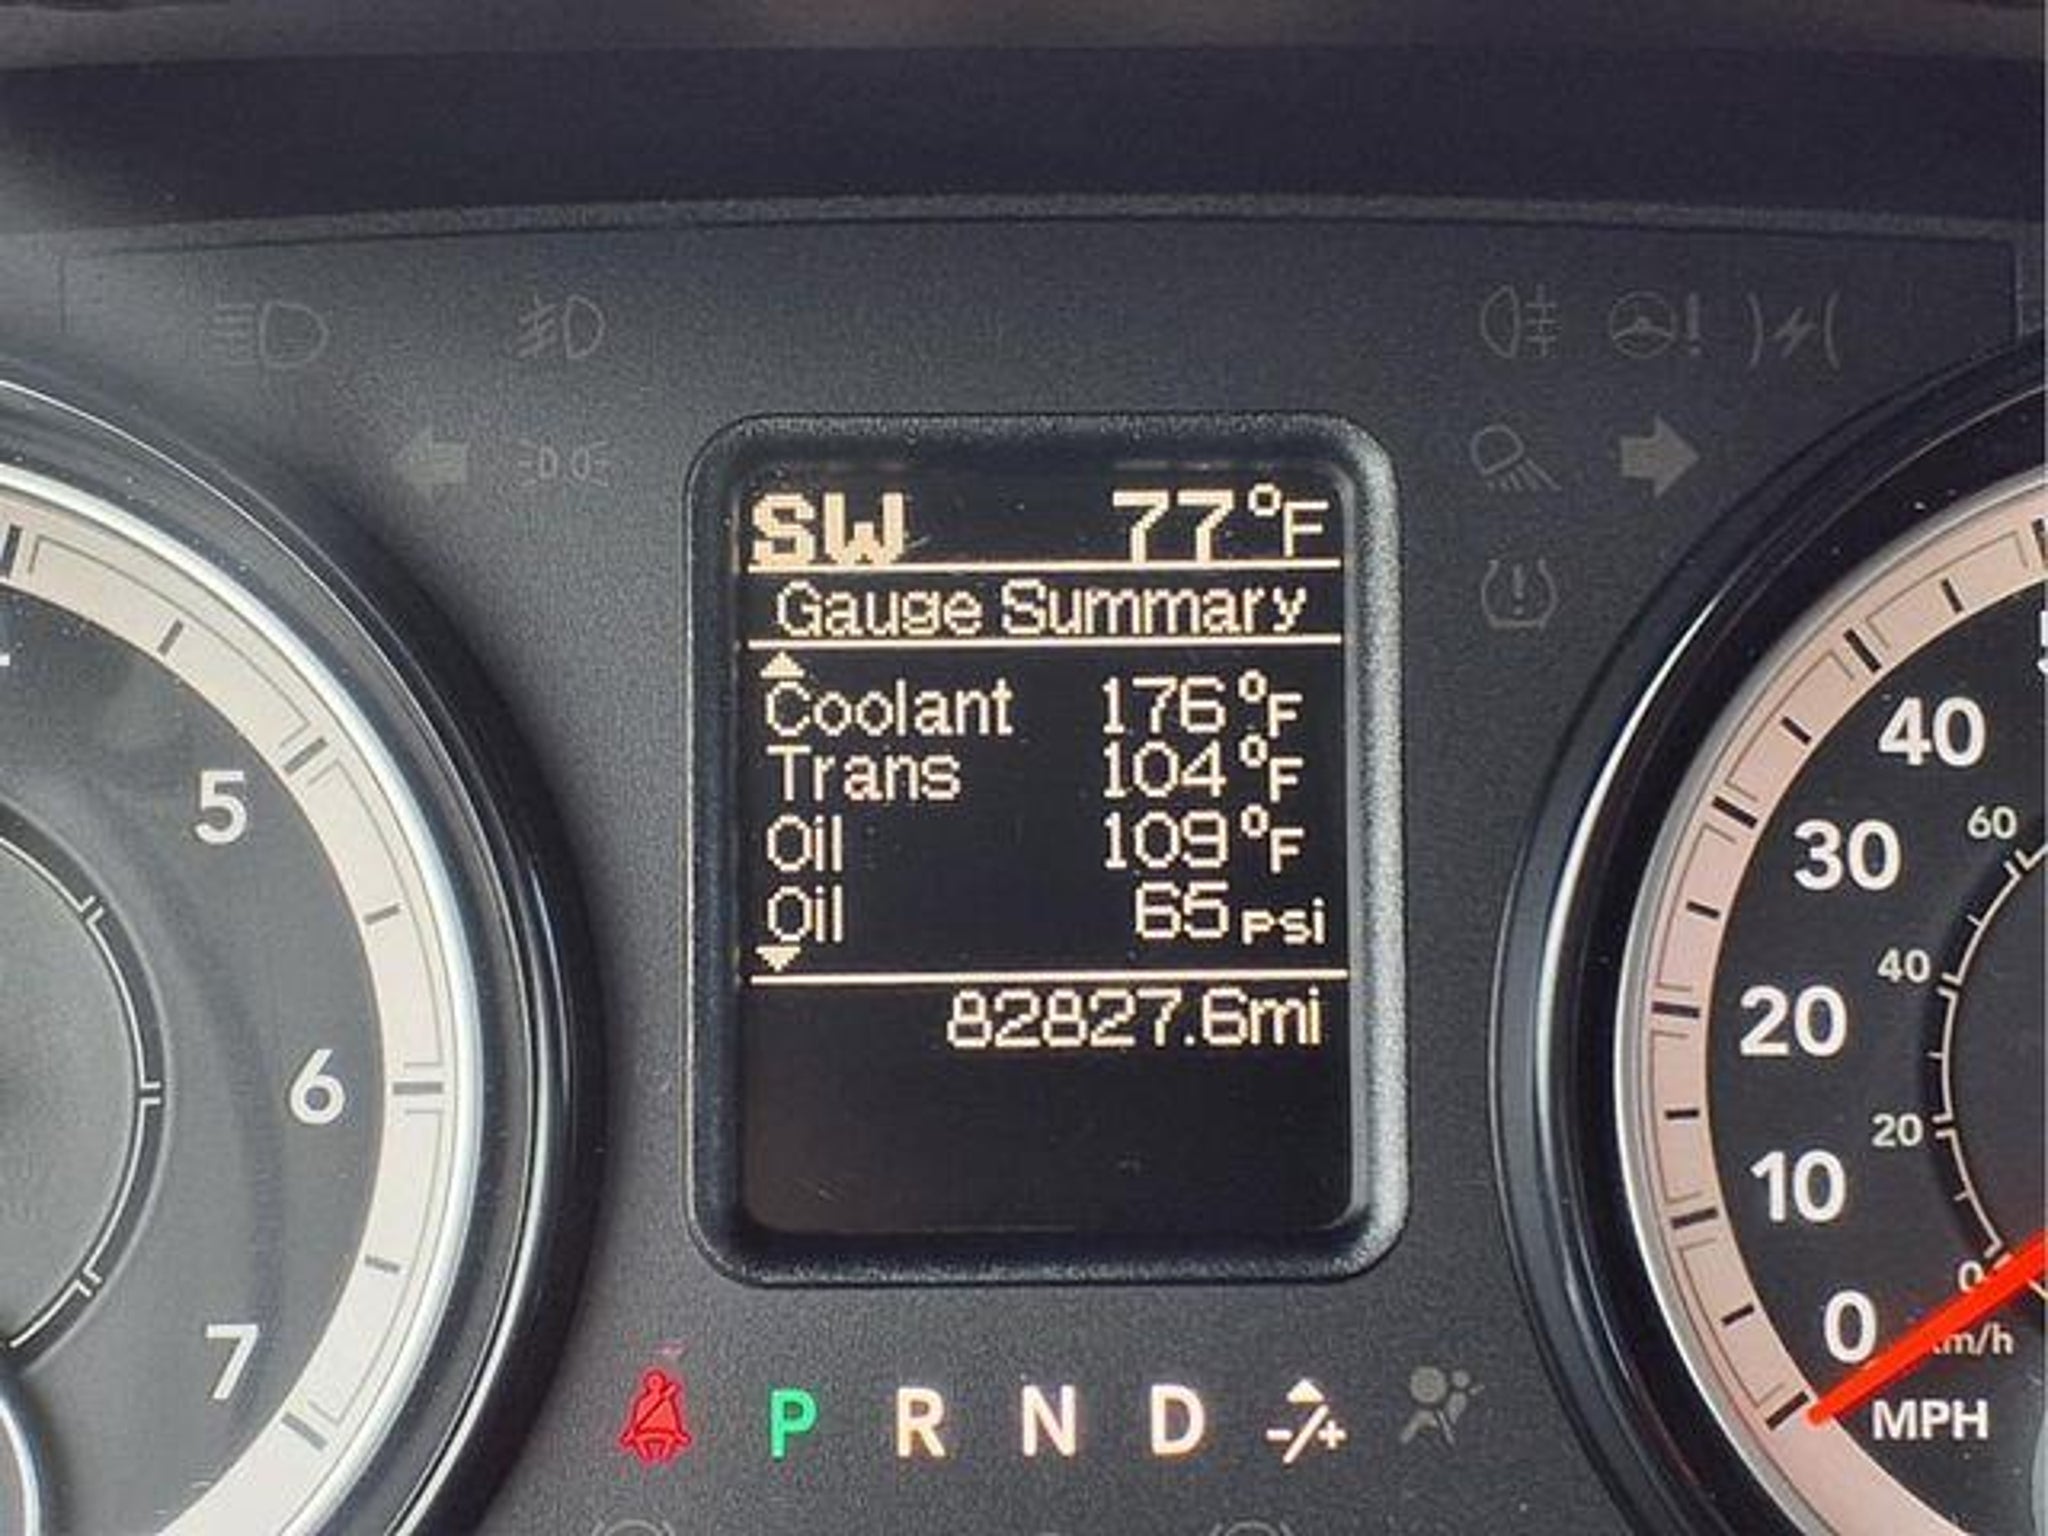 SW 77°F
Gauge Summary
Coolant 176°F
Trans 104°F
Oil 109°F
Oil 65 psi
82827.6mi
5
6
7
40
30
20
10
0
MPH
60
40
20
0
P R N D -/+